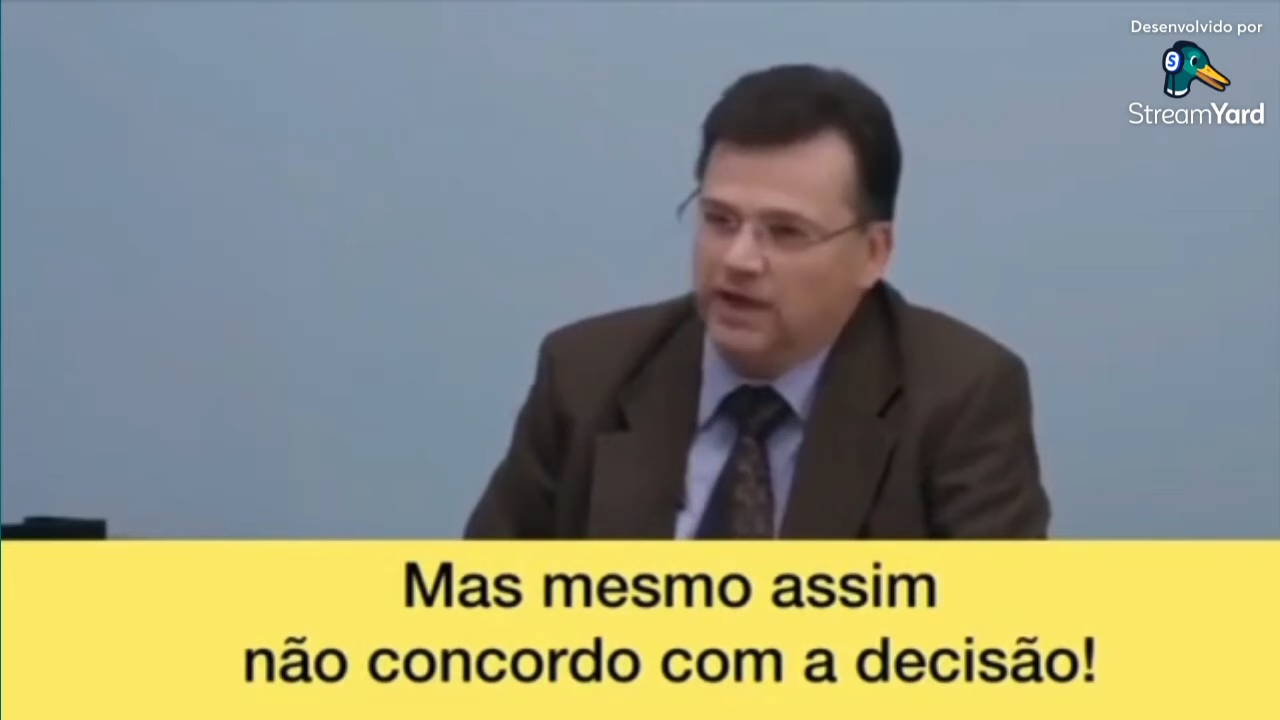 Desenvolvido por
S
StreamYard
Mas mesmo assim
não concordo com a decisão!